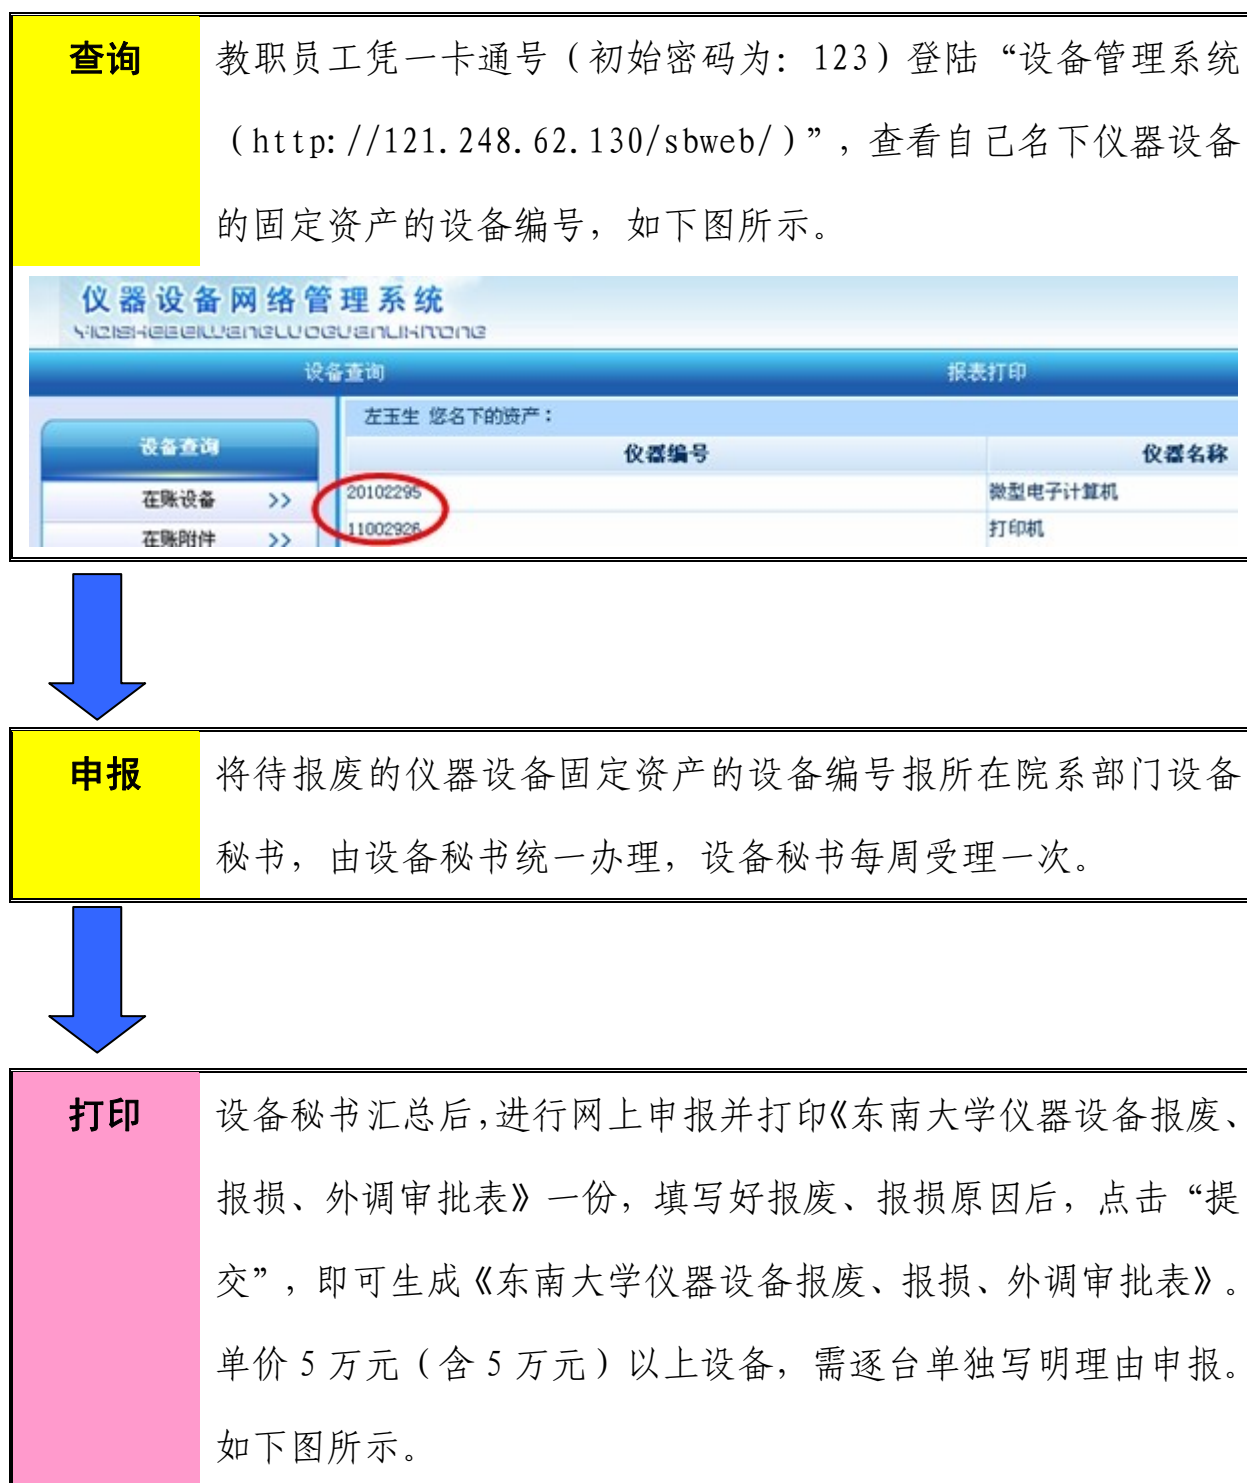 查询
教职员工凭一卡通号（初始密码为：123）登陆“设备管理系统
（http://121.248.62.130/sbweb/）”，查看自己名下仪器设备
的固定资产的设备编号，如下图所示。
仪器设备网络管理系统
YIQISHEBEIWANGLUOGUANLIXITONG
设备查询 报表打印
左玉生 您名下的资产：
设备查询
仪器编号 仪器名称
在账设备 >>
20102295 微型电子计算机
在账附件 >>
11002926 打印机
申报
将待报废的仪器设备固定资产的设备编号报所在院系部门设备
秘书，由设备秘书统一办理，设备秘书每周受理一次。
打印
设备秘书汇总后，进行网上申报并打印《东南大学仪器设备报废、
报损、外调审批表》一份，填写好报废、报损原因后，点击“提
交”，即可生成《东南大学仪器设备报废、报损、外调审批表》。
单价 5 万元（含 5 万元）以上设备，需逐台单独写明理由申报。
如下图所示。